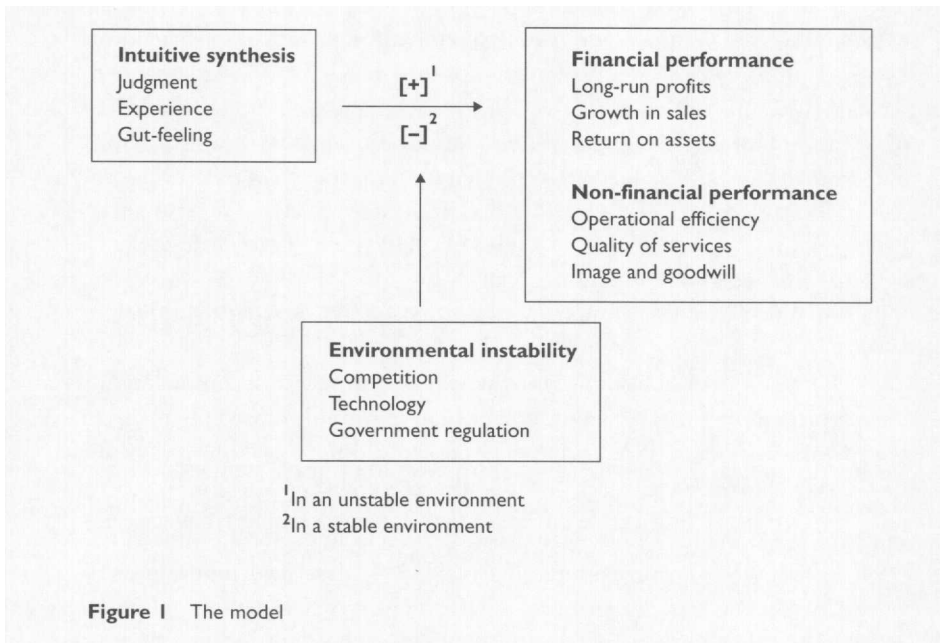 Intuitive synthesis
Judgment
Experience
Gut-feeling
[+]1
[–]2
Financial performance
Long-run profits
Growth in sales
Return on assets
Non-financial performance
Operational efficiency
Quality of services
Image and goodwill
Environmental instability
Competition
Technology
Government regulation
1In an unstable environment
2In a stable environment
Figure 1 The model